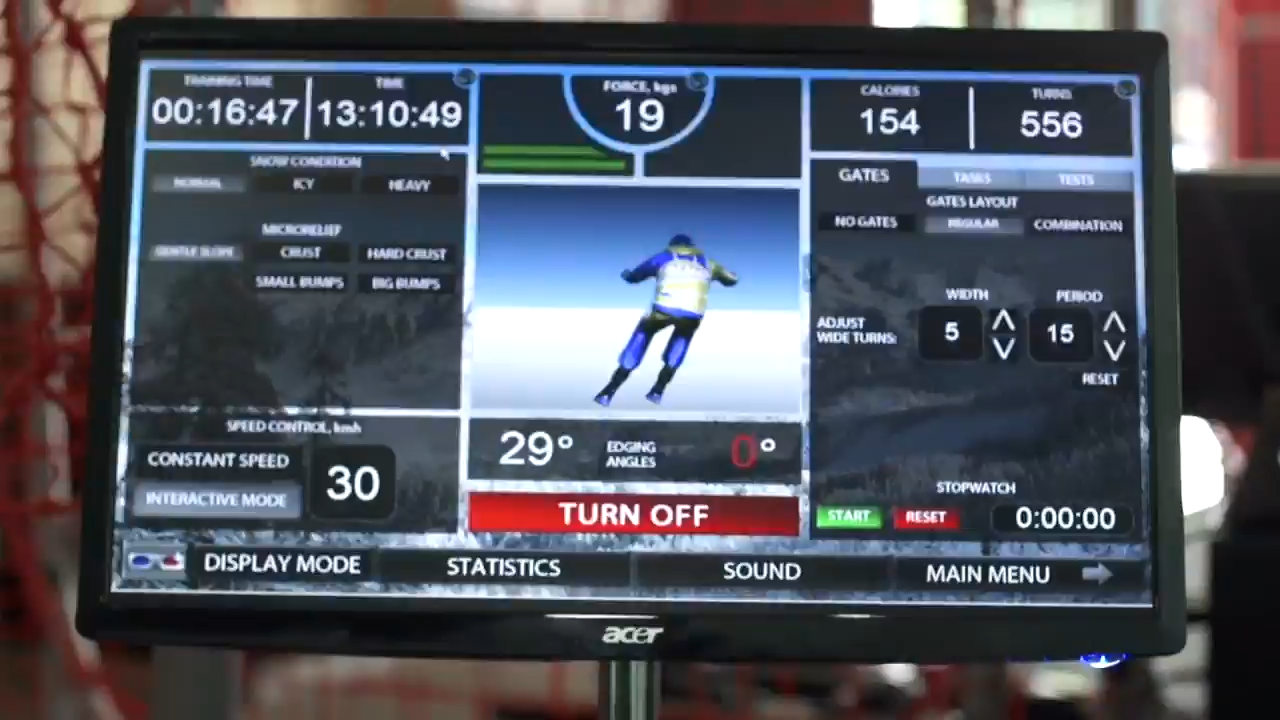 TRAINING TIME TIME
00:16:47 13:10:49
FORCE, kgs
19
CALORIES TURNS
154 556
SNOW CONDITION
NORMAL ICY HEAVY
MICRORELIEF
GENTLE SLOPE CRUST HARD CRUST
SMALL BUMPS BIG BUMPS
SPEED CONTROL, kmh
CONSTANT SPEED
INTERACTIVE MODE
30
29° EDGING ANGLES 0°
TURN OFF
GATES TASKS TESTS
GATES LAYOUT
NO GATES REGULAR COMBINATION
WIDTH PERIOD
ADJUST
WIDE TURNS:
5 15
RESET
STOPWATCH
START RESET 0:00:00
DISPLAY MODE STATISTICS SOUND MAIN MENU
acer